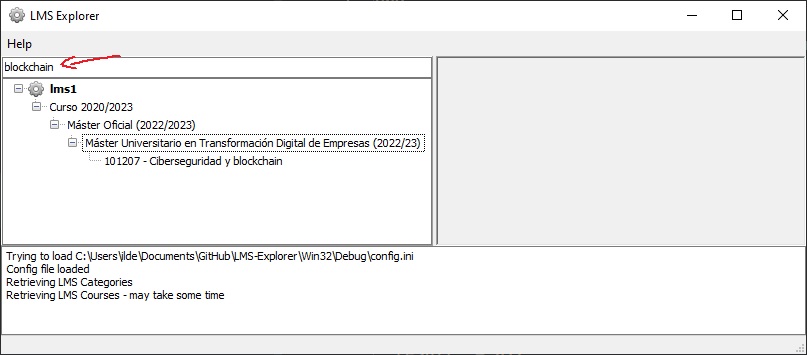 LMS Explorer
Help
blockchain
lms1
Curso 2020/2023
Máster Oficial (2022/2023)
Máster Universitario en Transformación Digital de Empresas (2022/23)
101207 - Ciberseguridad y blockchain
Trying to load C:\Users\ilde\Documents\GitHub\LMS-Explorer\Win32\Debug\config.ini
Config file loaded
Retrieving LMS Categories
Retrieving LMS Courses - may take some time